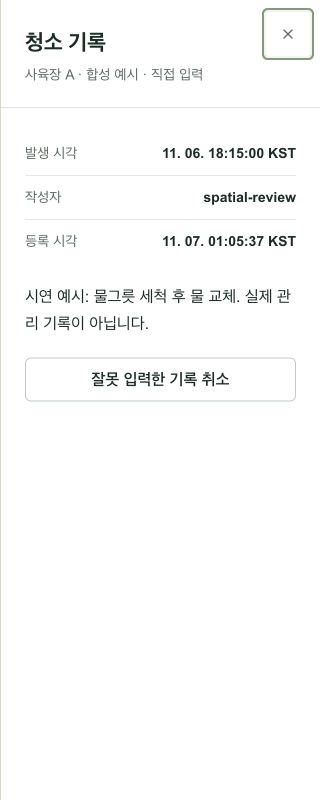 청소 기록
사육장 A · 합성 예시 · 직접 입력
발생 시각 11. 06. 18:15:00 KST
작성자 spatial-review
등록 시각 11. 07. 01:05:37 KST
시연 예시: 물그릇 세척 후 물 교체. 실제 관
리 기록이 아닙니다.
잘못 입력한 기록 취소